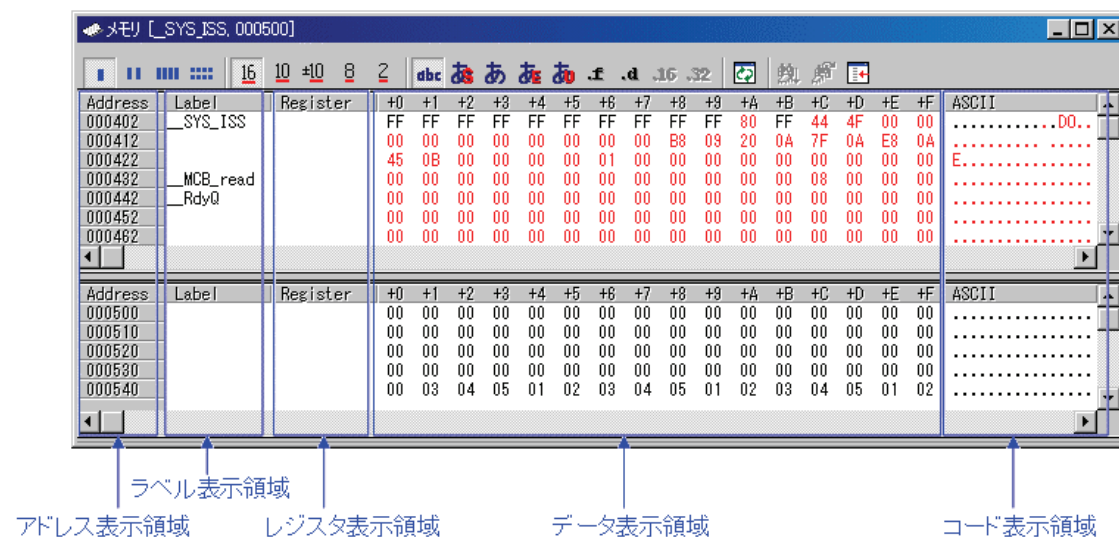 メモリ [_SYS_ISS, 000500]
16 10 ±10 8 2 abc あS あ あE あD .f .d .16 .32
Address Label Register +0 +1 +2 +3 +4 +5 +6 +7 +8 +9 +A +B +C +D +E +F ASCII
000402 __SYS_ISS FF FF FF FF FF FF FF FF FF FF 80 FF 44 4F 00 00 ............DO..
000412 00 00 00 00 00 00 00 00 B8 09 20 0A 7F 0A E8 0A .......... .....
000422 45 0B 00 00 00 00 01 00 00 00 00 00 00 00 00 00 E...............
000432 __MCB_read 00 00 00 00 00 00 00 00 00 00 00 00 08 00 00 00 ................
000442 __RdyQ 00 00 00 00 00 00 00 00 00 00 00 00 00 00 00 00 ................
000452 00 00 00 00 00 00 00 00 00 00 00 00 00 00 00 00 ................
000462 00 00 00 00 00 00 00 00 00 00 00 00 00 00 00 00 ................
Address Label Register +0 +1 +2 +3 +4 +5 +6 +7 +8 +9 +A +B +C +D +E +F ASCII
000500 00 00 00 00 00 00 00 00 00 00 00 00 00 00 00 00 ................
000510 00 00 00 00 00 00 00 00 00 00 00 00 00 00 00 00 ................
000520 00 00 00 00 00 00 00 00 00 00 00 00 00 00 00 00 ................
000530 00 00 00 00 00 00 00 00 00 00 00 00 00 00 00 00 ................
000540 00 03 04 05 01 02 03 04 05 01 02 03 04 05 01 02 ................
ラベル表示領域
アドレス表示領域 レジスタ表示領域 データ表示領域 コード表示領域